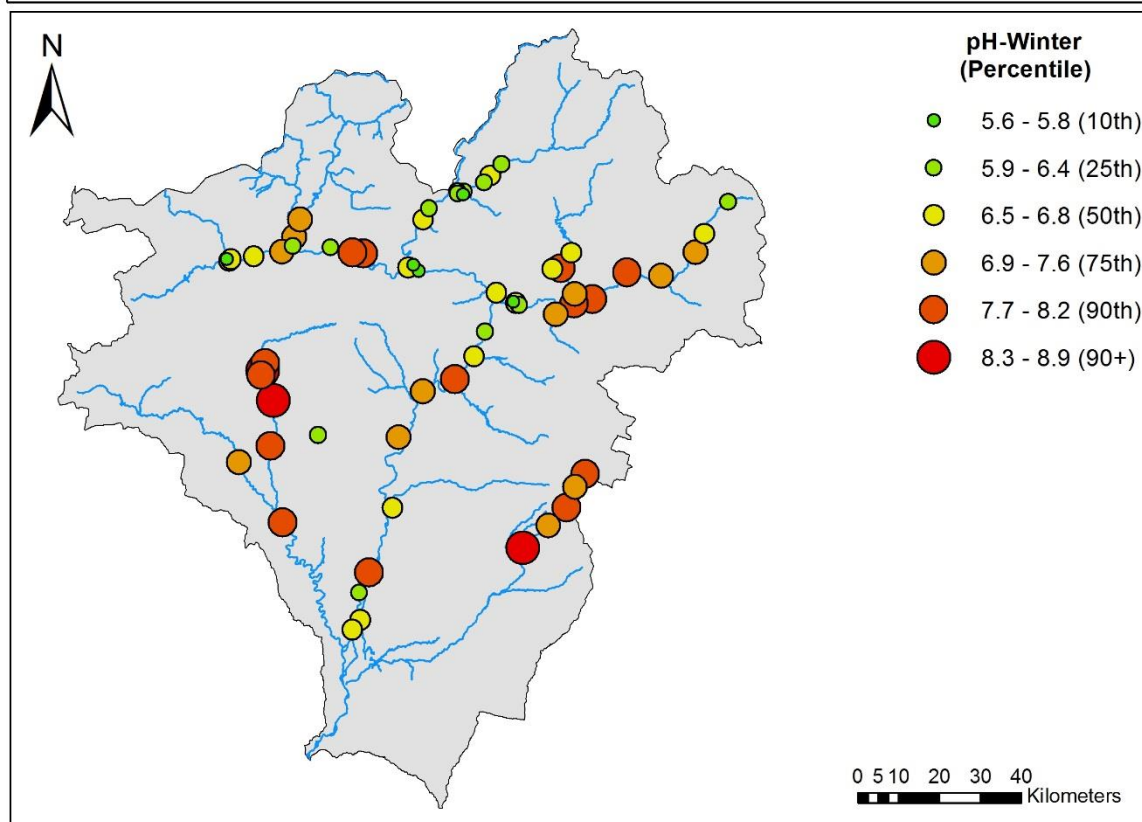 N
pH-Winter
(Percentile)
5.6 - 5.8 (10th)
5.9 - 6.4 (25th)
6.5 - 6.8 (50th)
6.9 - 7.6 (75th)
7.7 - 8.2 (90th)
8.3 - 8.9 (90+)
0 5 10 20 30 40
Kilometers